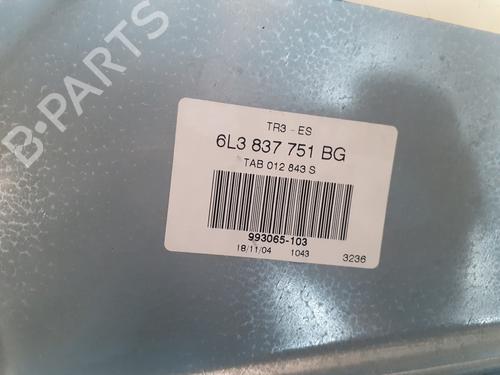 B-PARTS
TR3 - ES
6L3 837 751 BG
TAB 012 843 S
993065-103
18/11/04 1043 3236